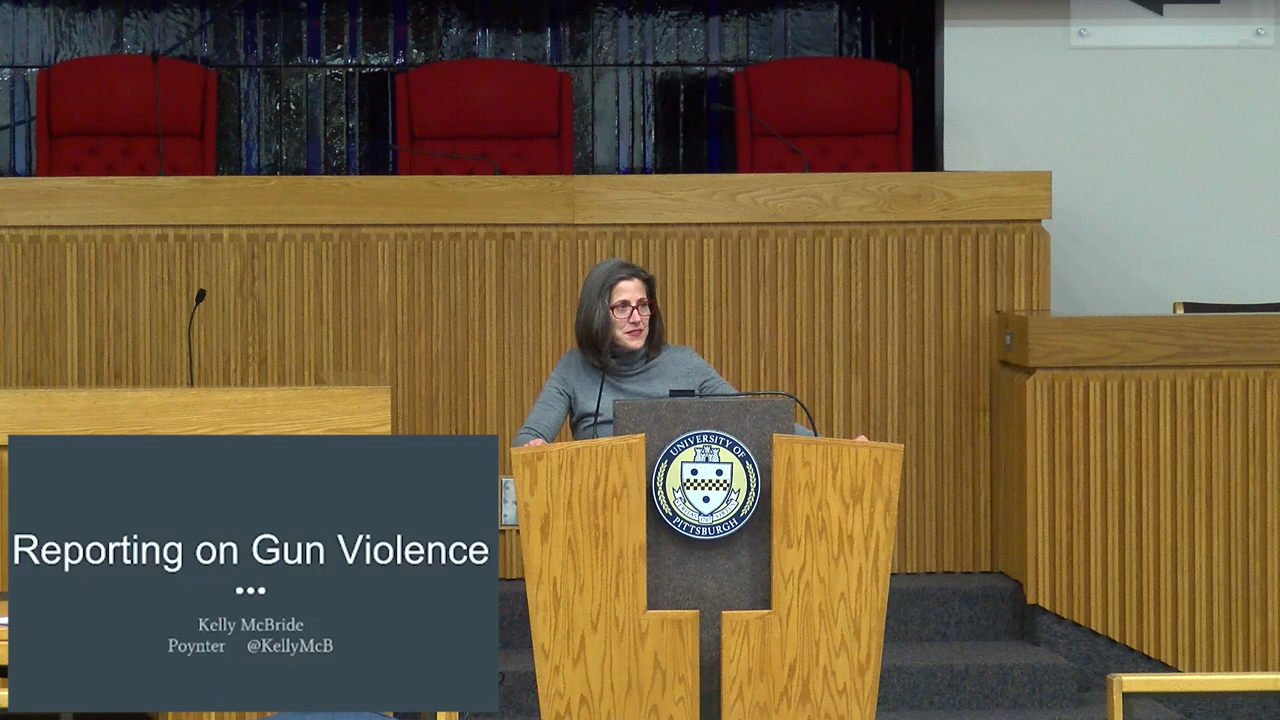 UNIVERSITY OF
PITTSBURGH
Reporting on Gun Violence
Kelly McBride
Poynter @KellyMcB